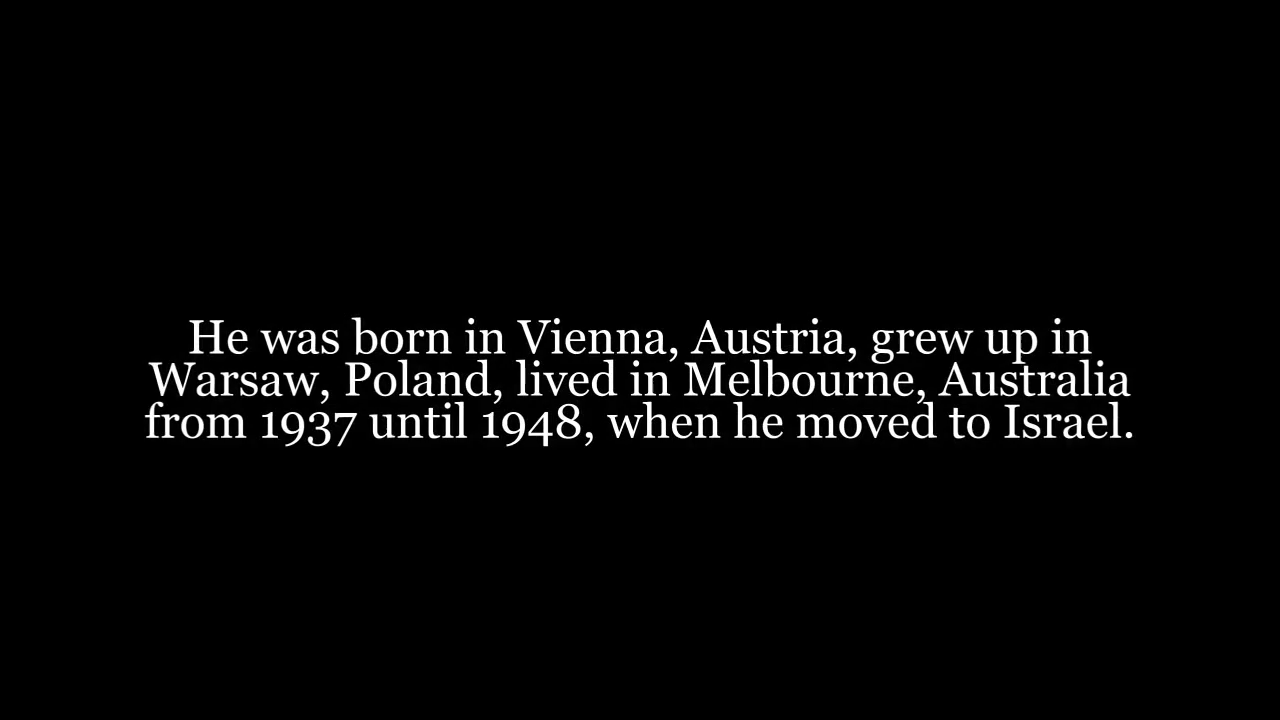 He was born in Vienna, Austria, grew up in
Warsaw, Poland, lived in Melbourne, Australia
from 1937 until 1948, when he moved to Israel.